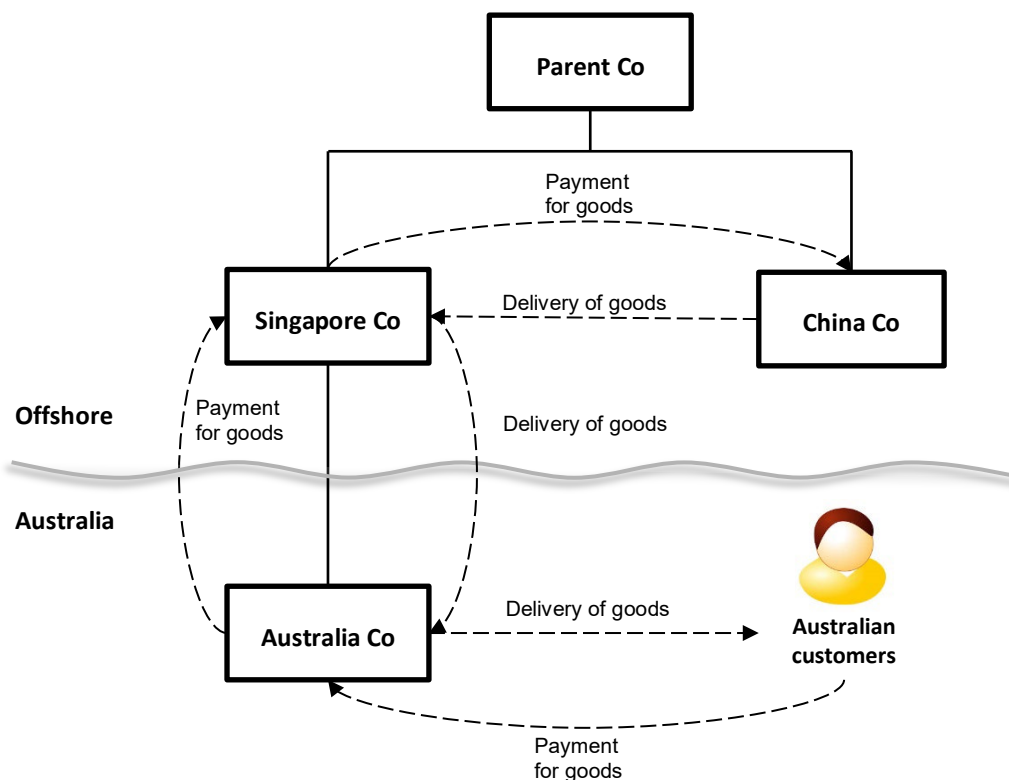 Parent Co
Payment
for goods
Delivery of goods
Singapore Co
China Co
Payment
for goods
Offshore
Delivery of goods
Australia
Delivery of goods
Australia Co
Australian
customers
Payment
for goods